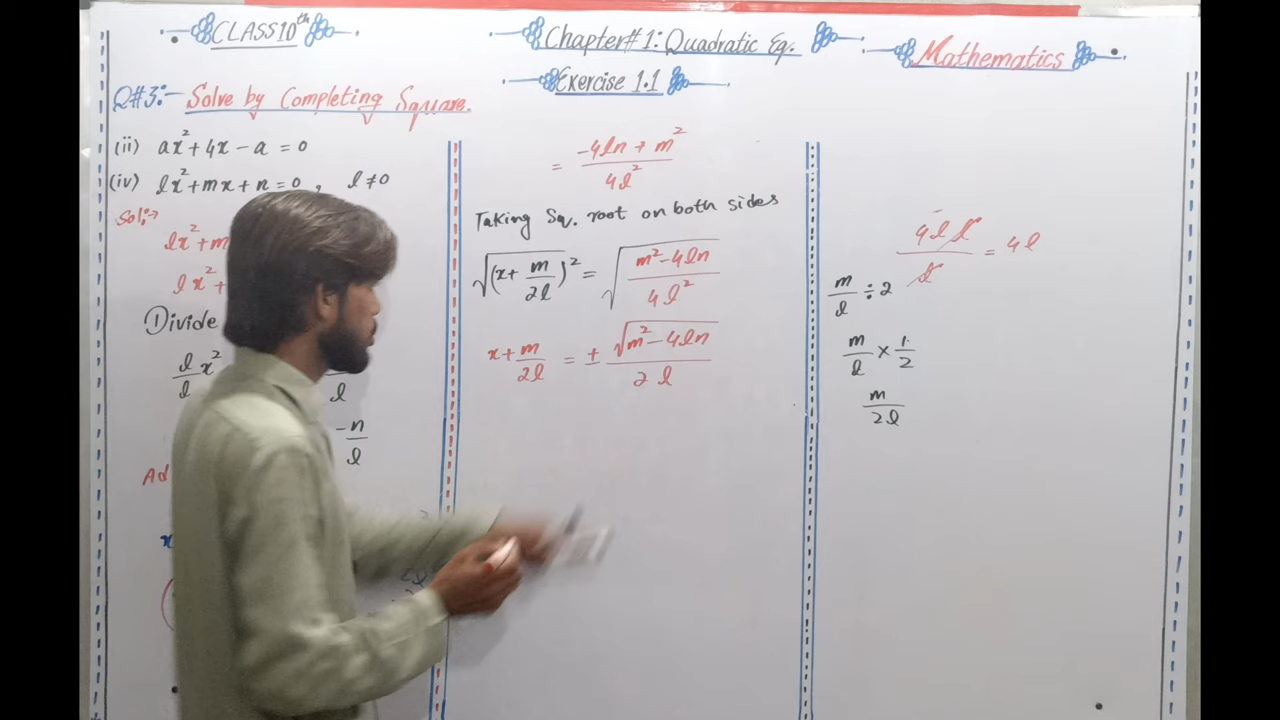 CLASS 10th
Chapter# 1: Quadratic Eq.
Mathematics
Exercise 1.1
Q#3:- Solve by Completing Square.
(ii) ax² + 4x - a = 0
(iv) lx² + mx + n = 0, l ≠ 0
Sol:→
lx² + m
lx² +
① Divide
l/l x²
l
-n/l
Ad
x
= (-4ln + m²)/4l²
Taking Sq. root on both sides
√(x + m/2l)² = √((m² - 4ln)/4l²)
x + m/2l = ± √(m² - 4ln)/2l
4l l/l = 4l
m/l ÷ 2
m/l × 1/2
m/2l